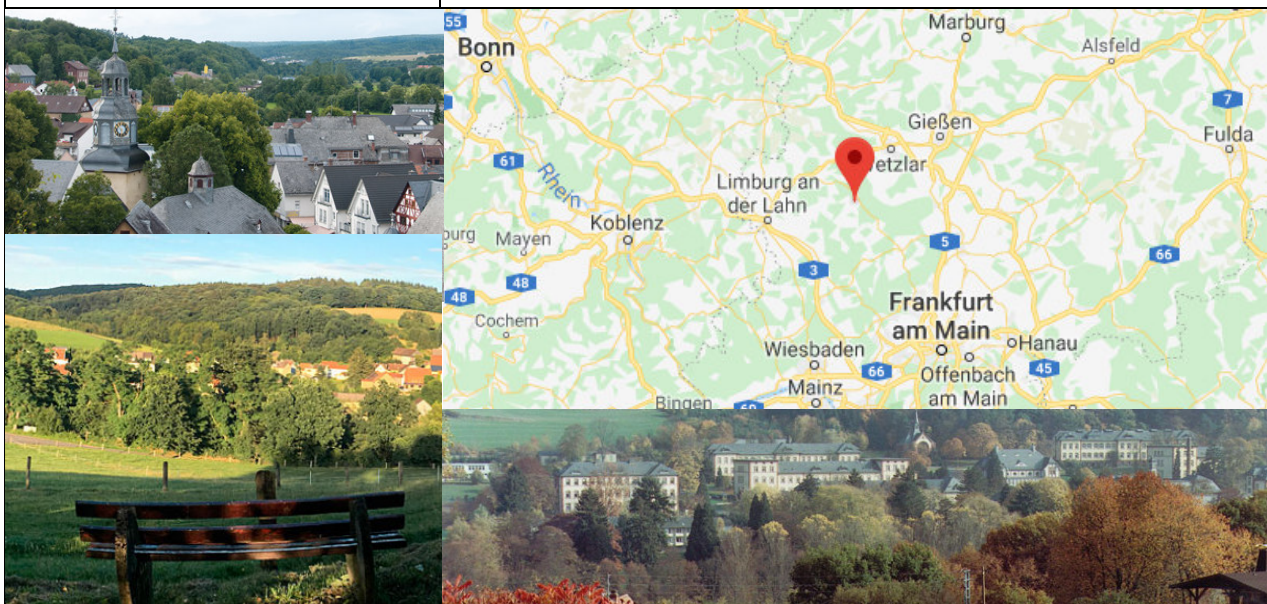 55
Marburg
Bonn
Alsfeld
7
Gießen
Fulda
61
Rhein
Limburg an
der Lahn
etzlar
Koblenz
Mayen
5
66
3
48
48
Frankfurt
am Main
Cochem
Wiesbaden
Hanau
66
Offenbach
am Main
45
Mainz
Bingen